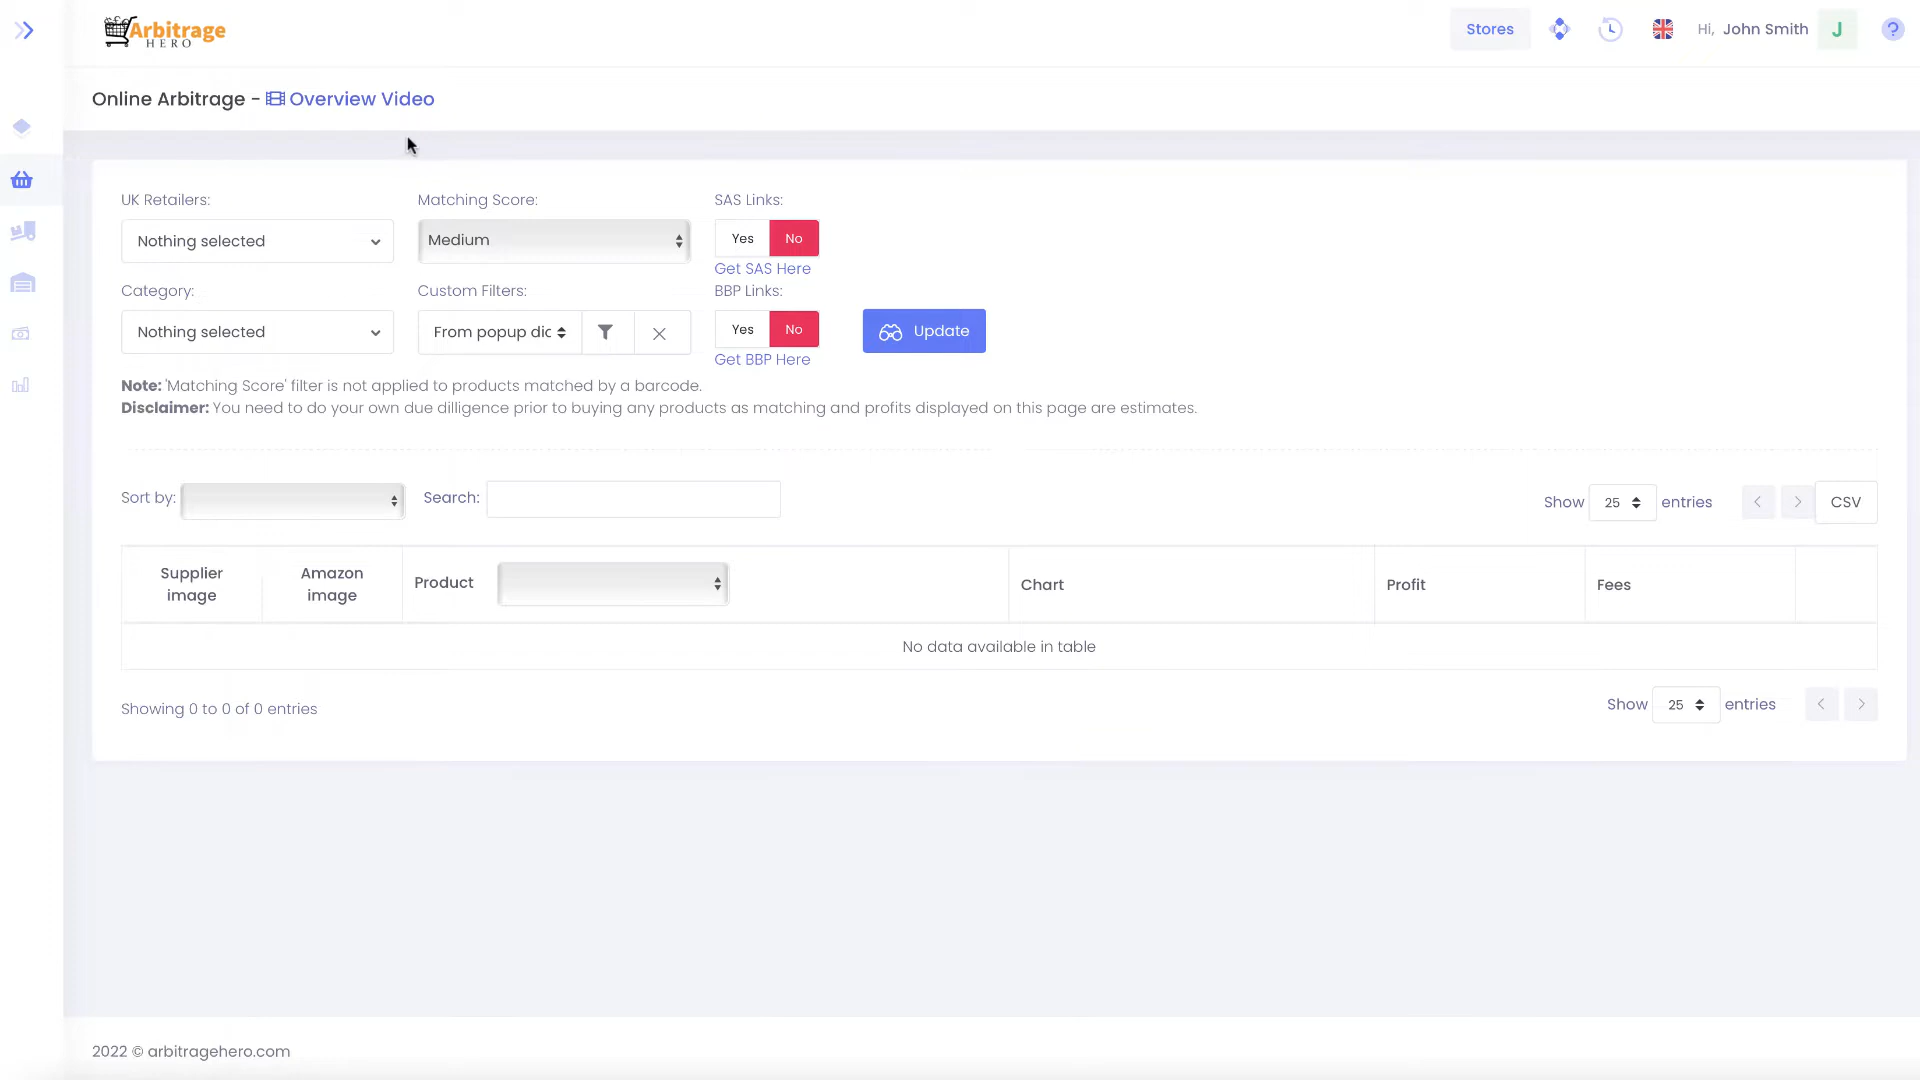 Arbitrage
HERO
Stores
Hi, John Smith
J
?
Online Arbitrage - Overview Video
UK Retailers:
Matching Score:
SAS Links:
Nothing selected
Medium
Yes
No
Get SAS Here
Category:
Custom Filters:
BBP Links:
Nothing selected
From popup dic
Yes
No
Update
Get BBP Here
Note: 'Matching Score' filter is not applied to products matched by a barcode.
Disclaimer: You need to do your own due dilligence prior to buying any products as matching and profits displayed on this page are estimates.
Sort by:
Search:
Show 25 entries
CSV
Supplier image
Amazon image
Product
Chart
Profit
Fees
No data available in table
Showing 0 to 0 of 0 entries
Show 25 entries
2022 © arbitragehero.com